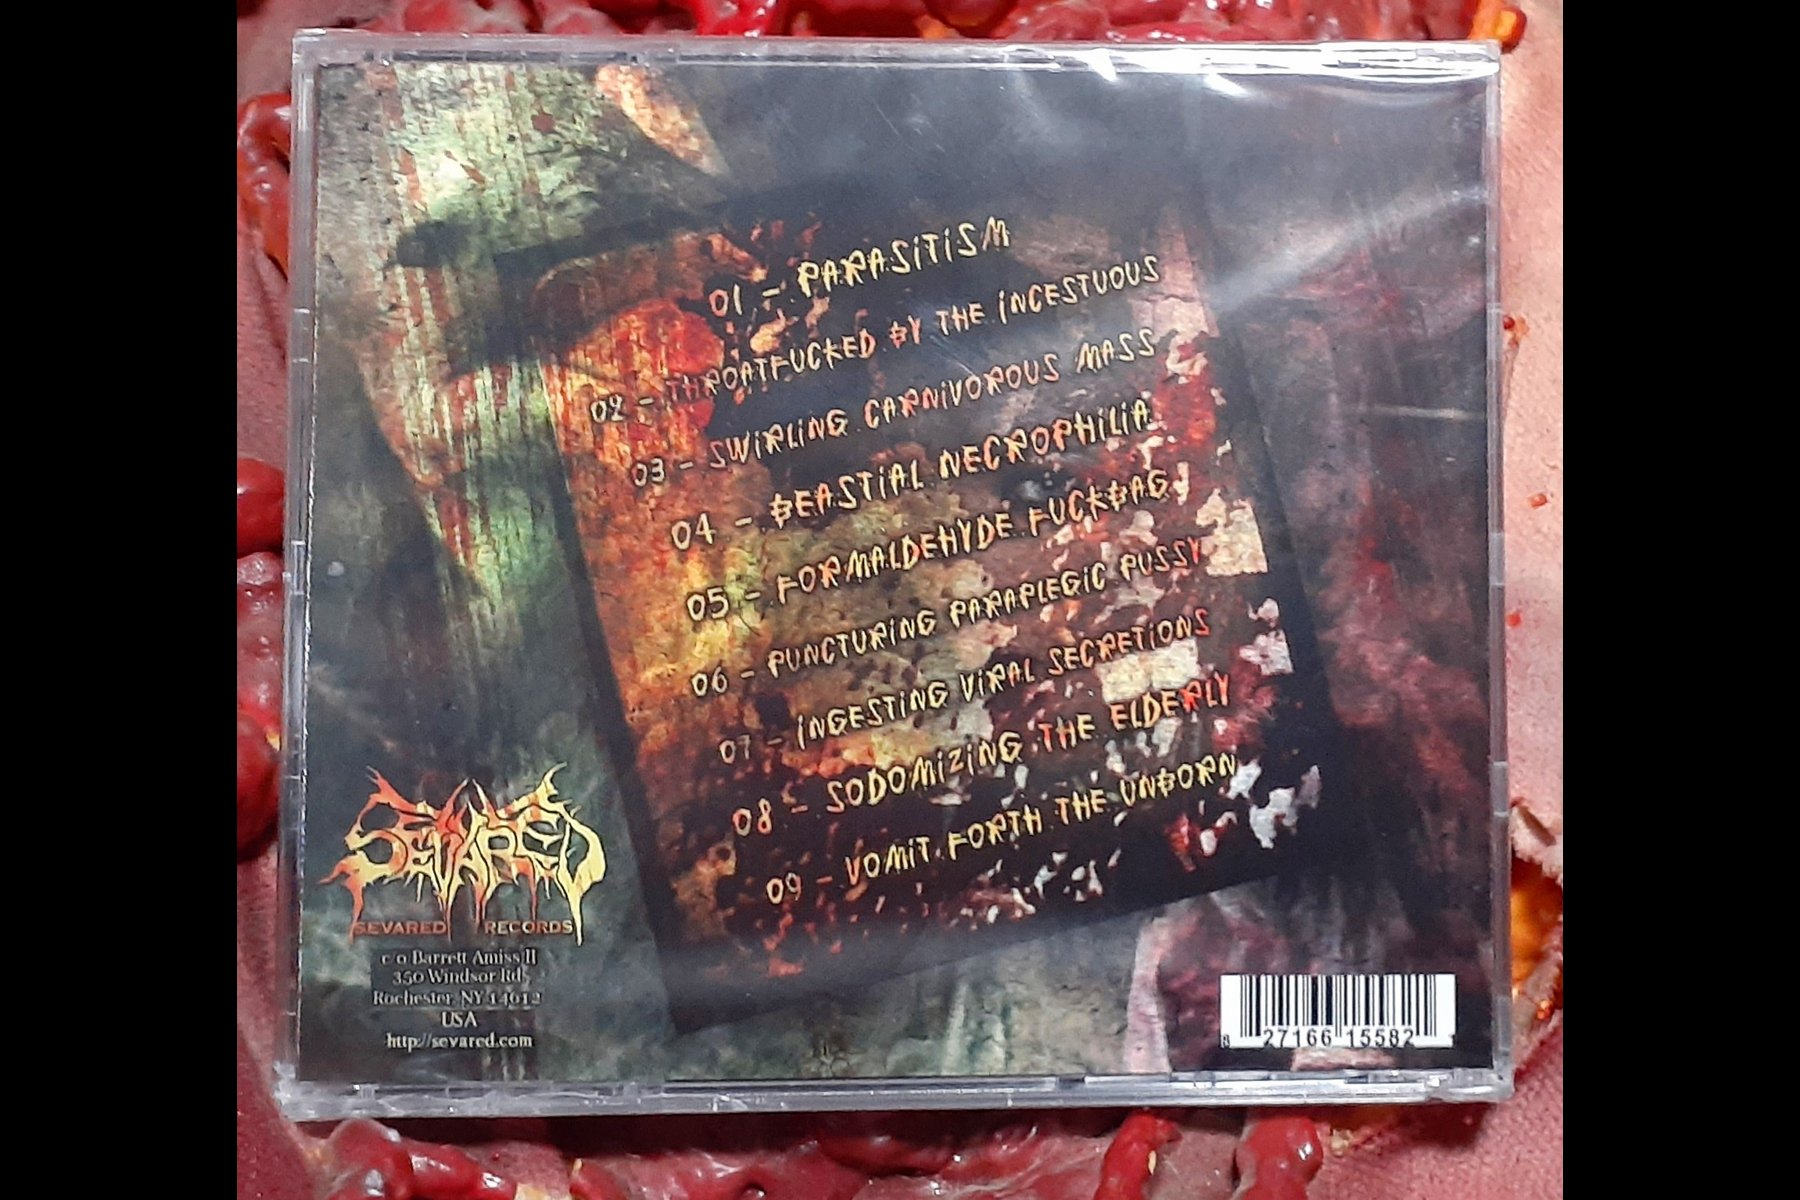 01 - PARASITISM
02 - THROATFUCKED BY THE INCESTUOUS
03 - SWIRLING CARNIVOROUS MASS
04 - BEASTIAL NECROPHILIA
05 - FORMALDEHYDE FUCKBAG
06 - PUNCTURING PARAPLEGIC PUSSY
07 - INGESTING VIRAL SECRETIONS
08 - SODOMIZING THE ELDERLY
09 - VOMIT FORTH THE UNBORN
SEVARED
SEVARED RECORDS
c/o Barrett Amiss II
350 Windsor Rd.
Rochester, NY 14612
USA
http://sevared.com
8 27166 15582